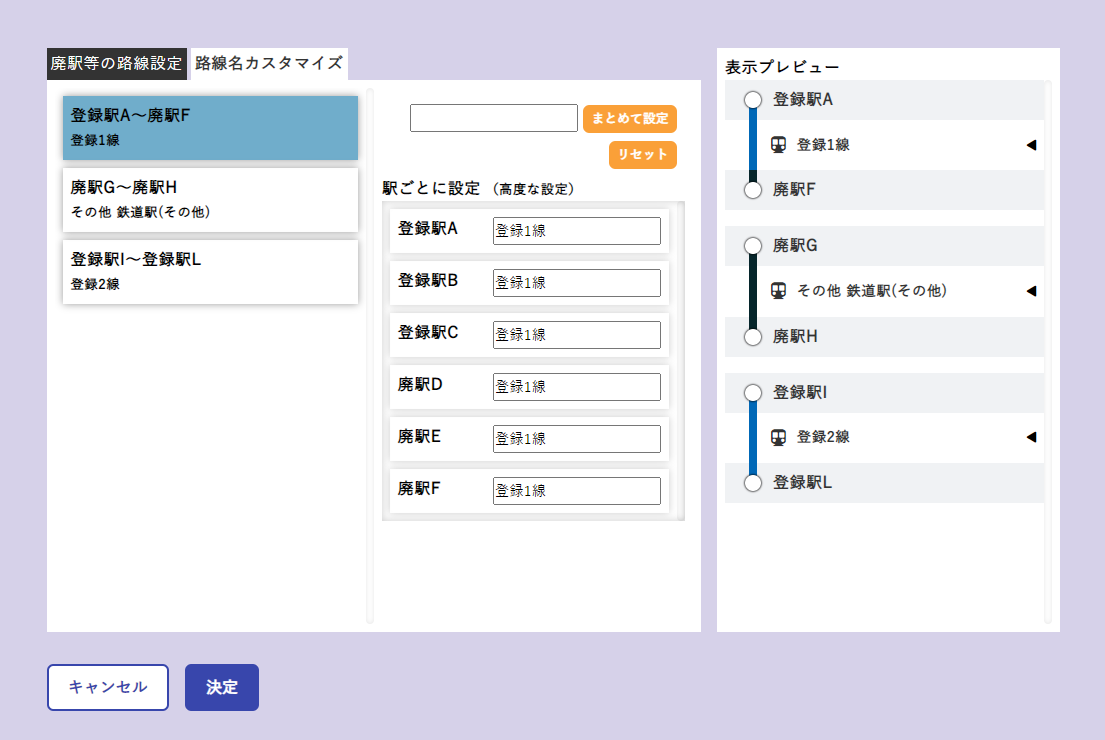 廃駅等の路線設定
路線名カスタマイズ
登録駅A〜廃駅F
登録1線
廃駅G〜廃駅H
その他 鉄道駅(その他)
登録駅I〜登録駅L
登録2線
まとめて設定
リセット
駅ごとに設定 (高度な設定)
登録駅A 登録1線
登録駅B 登録1線
登録駅C 登録1線
廃駅D 登録1線
廃駅E 登録1線
廃駅F 登録1線
表示プレビュー
登録駅A
登録1線
廃駅F
廃駅G
その他 鉄道駅(その他)
廃駅H
登録駅I
登録2線
登録駅L
キャンセル
決定